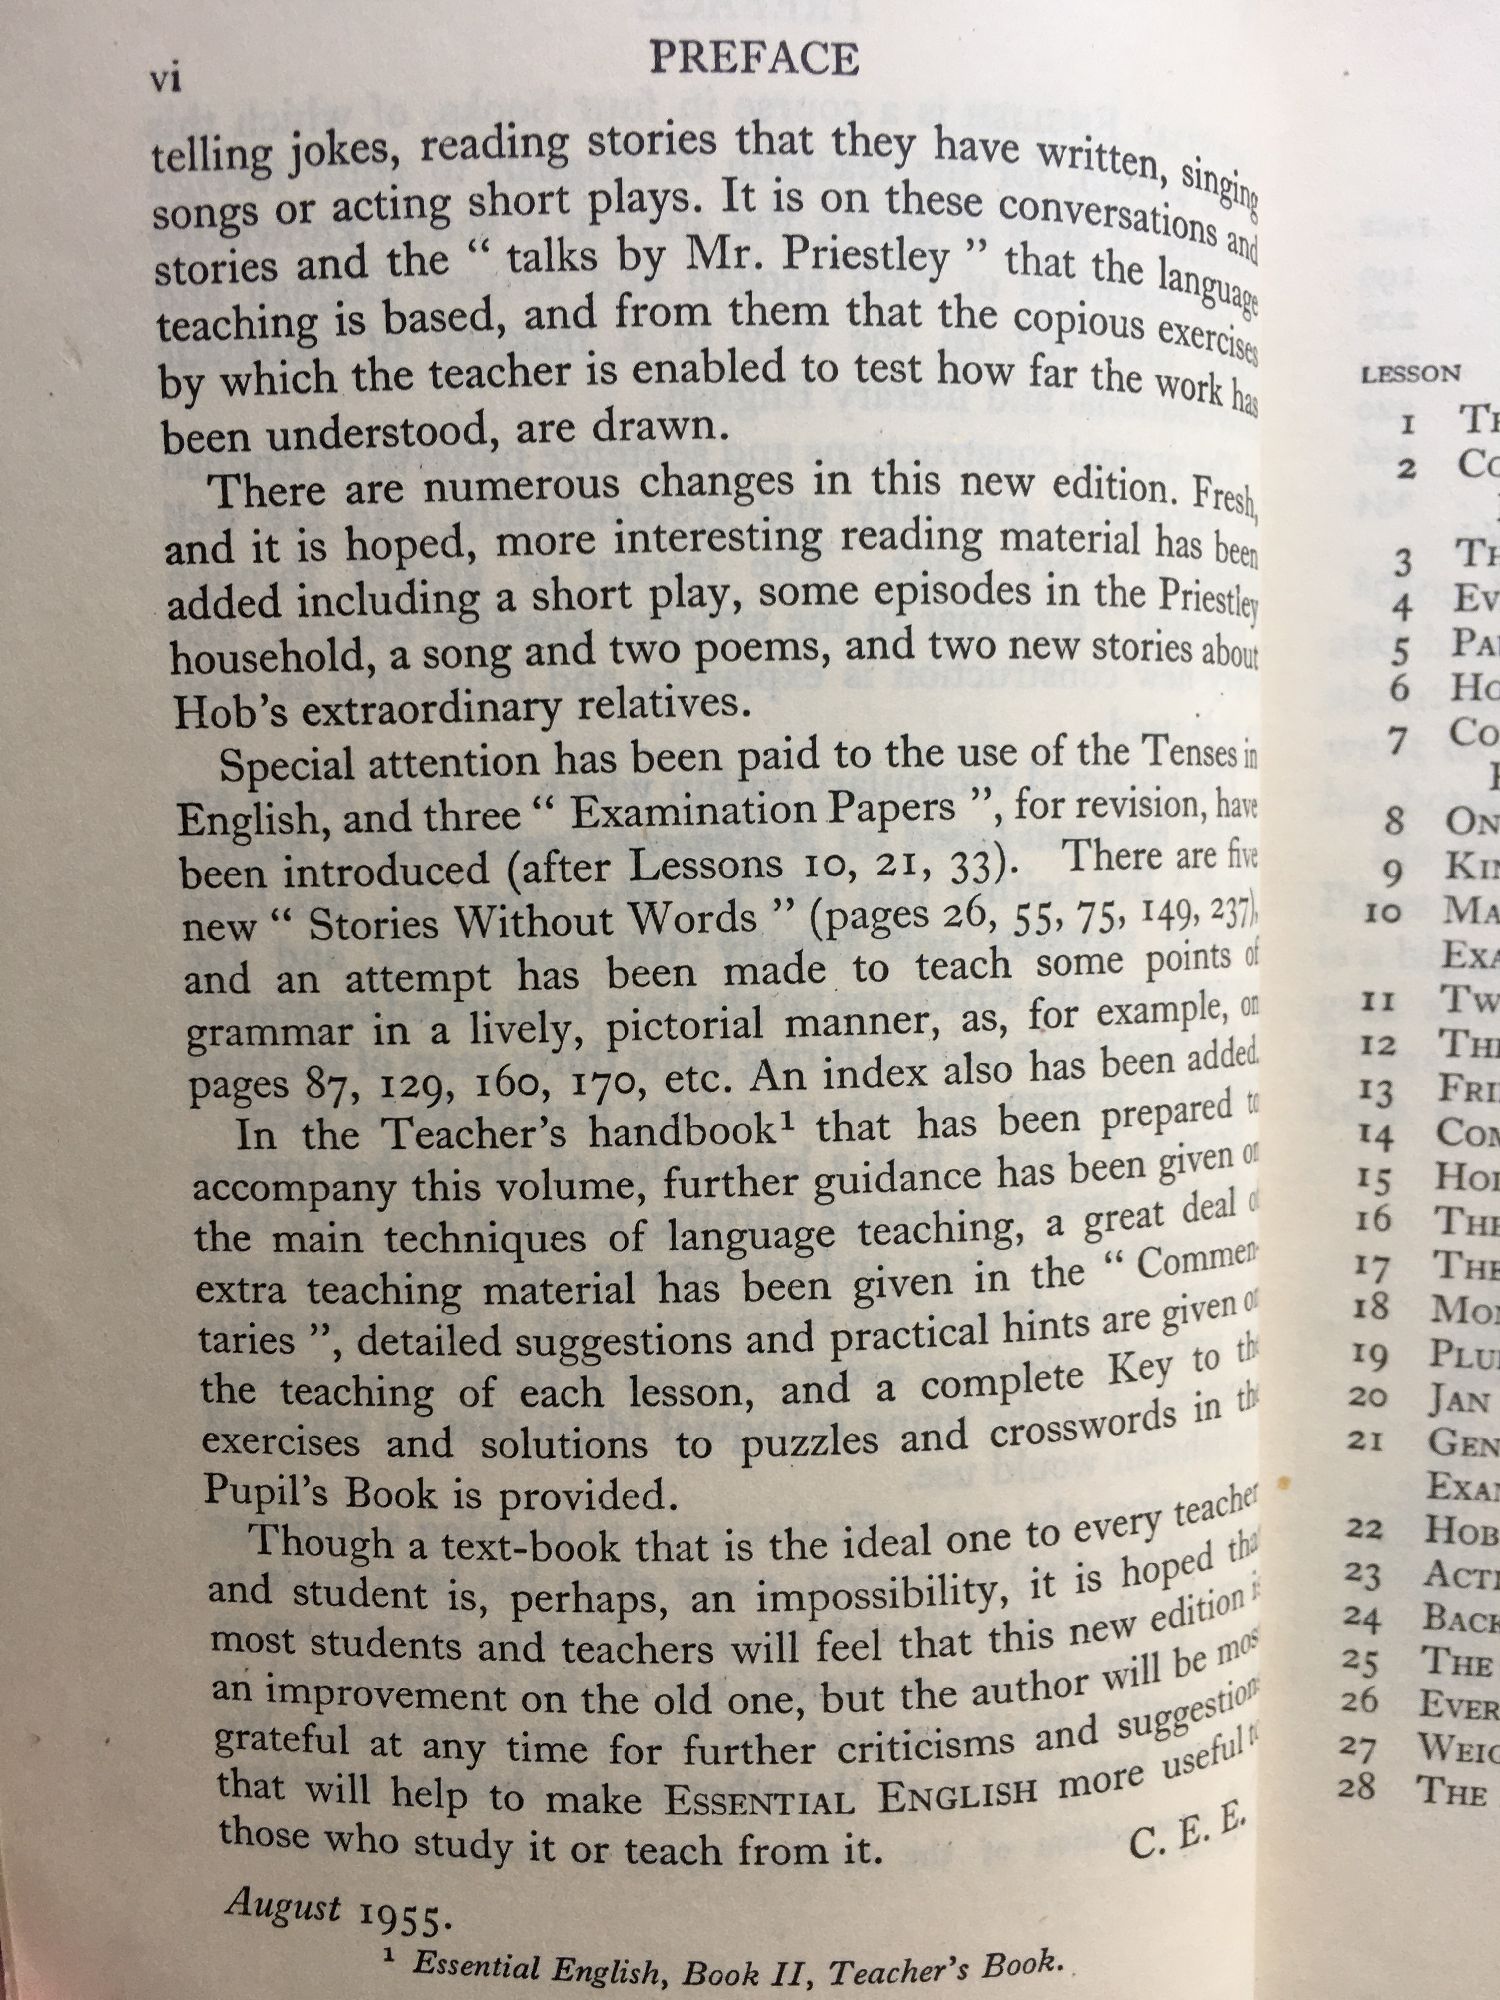 vi
PREFACE
telling jokes, reading stories that they have written, singing
songs or acting short plays. It is on these conversations and
stories and the “ talks by Mr. Priestley ” that the language
teaching is based, and from them that the copious exercises
by which the teacher is enabled to test how far the work has
been understood, are drawn.
There are numerous changes in this new edition. Fresh,
and it is hoped, more interesting reading material has been
added including a short play, some episodes in the Priestley
household, a song and two poems, and two new stories about
Hob’s extraordinary relatives.
Special attention has been paid to the use of the Tenses in
English, and three “ Examination Papers ”, for revision, have
been introduced (after Lessons 10, 21, 33). There are five
new “ Stories Without Words ” (pages 26, 55, 75, 149, 237),
and an attempt has been made to teach some points of
grammar in a lively, pictorial manner, as, for example, on
pages 87, 129, 160, 170, etc. An index also has been added.
In the Teacher’s handbook¹ that has been prepared to
accompany this volume, further guidance has been given on
the main techniques of language teaching, a great deal of
extra teaching material has been given in the “ Commen-
taries ”, detailed suggestions and practical hints are given on
the teaching of each lesson, and a complete Key to the
exercises and solutions to puzzles and crosswords in the
Pupil’s Book is provided.
Though a text-book that is the ideal one to every teacher
and student is, perhaps, an impossibility, it is hoped that
most students and teachers will feel that this new edition is
an improvement on the old one, but the author will be most
grateful at any time for further criticisms and suggestions
that will help to make ESSENTIAL ENGLISH more useful to
those who study it or teach from it.
C. E. E.
August 1955.
¹ Essential English, Book II, Teacher’s Book.
LESSON
1
2
3
4
5
6
7
8 ON
9
10
11
12
13
14
15
16 THE
17 THE
18
19
20 JAN
21
22 HOB
23
24
25 THE
26
27
28 THE